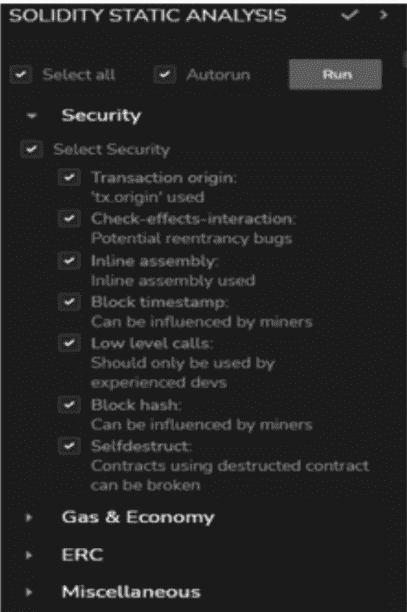 SOLIDITY STATIC ANALYSIS
Select all Autorun Run
Security
Select Security
Transaction origin:
'tx.origin' used
Check-effects-interaction:
Potential reentrancy bugs
Inline assembly:
Inline assembly used
Block timestamp:
Can be influenced by miners
Low level calls:
Should only be used by
experienced devs
Block hash:
Can be influenced by miners
Selfdestruct:
Contracts using destructed contract
can be broken
Gas & Economy
ERC
Miscellaneous